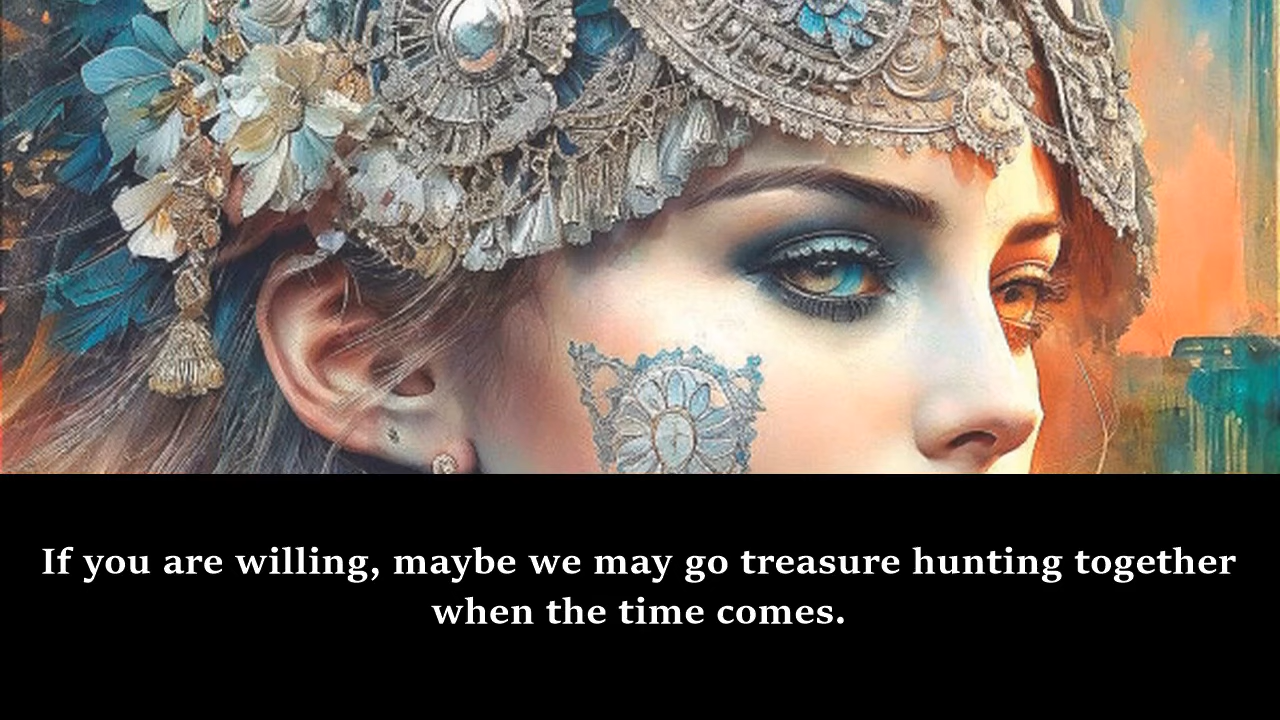 If you are willing, maybe we may go treasure hunting together
when the time comes.